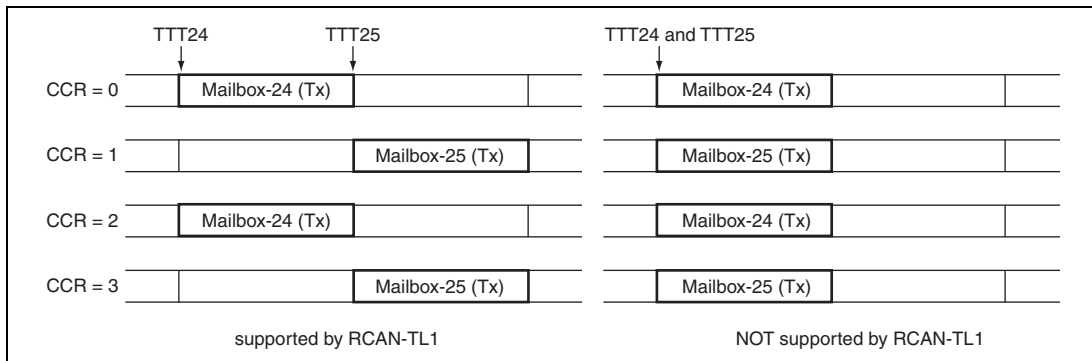 TTT24 TTT25 TTT24 and TTT25
CCR = 0 Mailbox-24 (Tx) Mailbox-24 (Tx)
CCR = 1 Mailbox-25 (Tx) Mailbox-25 (Tx)
CCR = 2 Mailbox-24 (Tx) Mailbox-24 (Tx)
CCR = 3 Mailbox-25 (Tx) Mailbox-25 (Tx)
supported by RCAN-TL1 NOT supported by RCAN-TL1